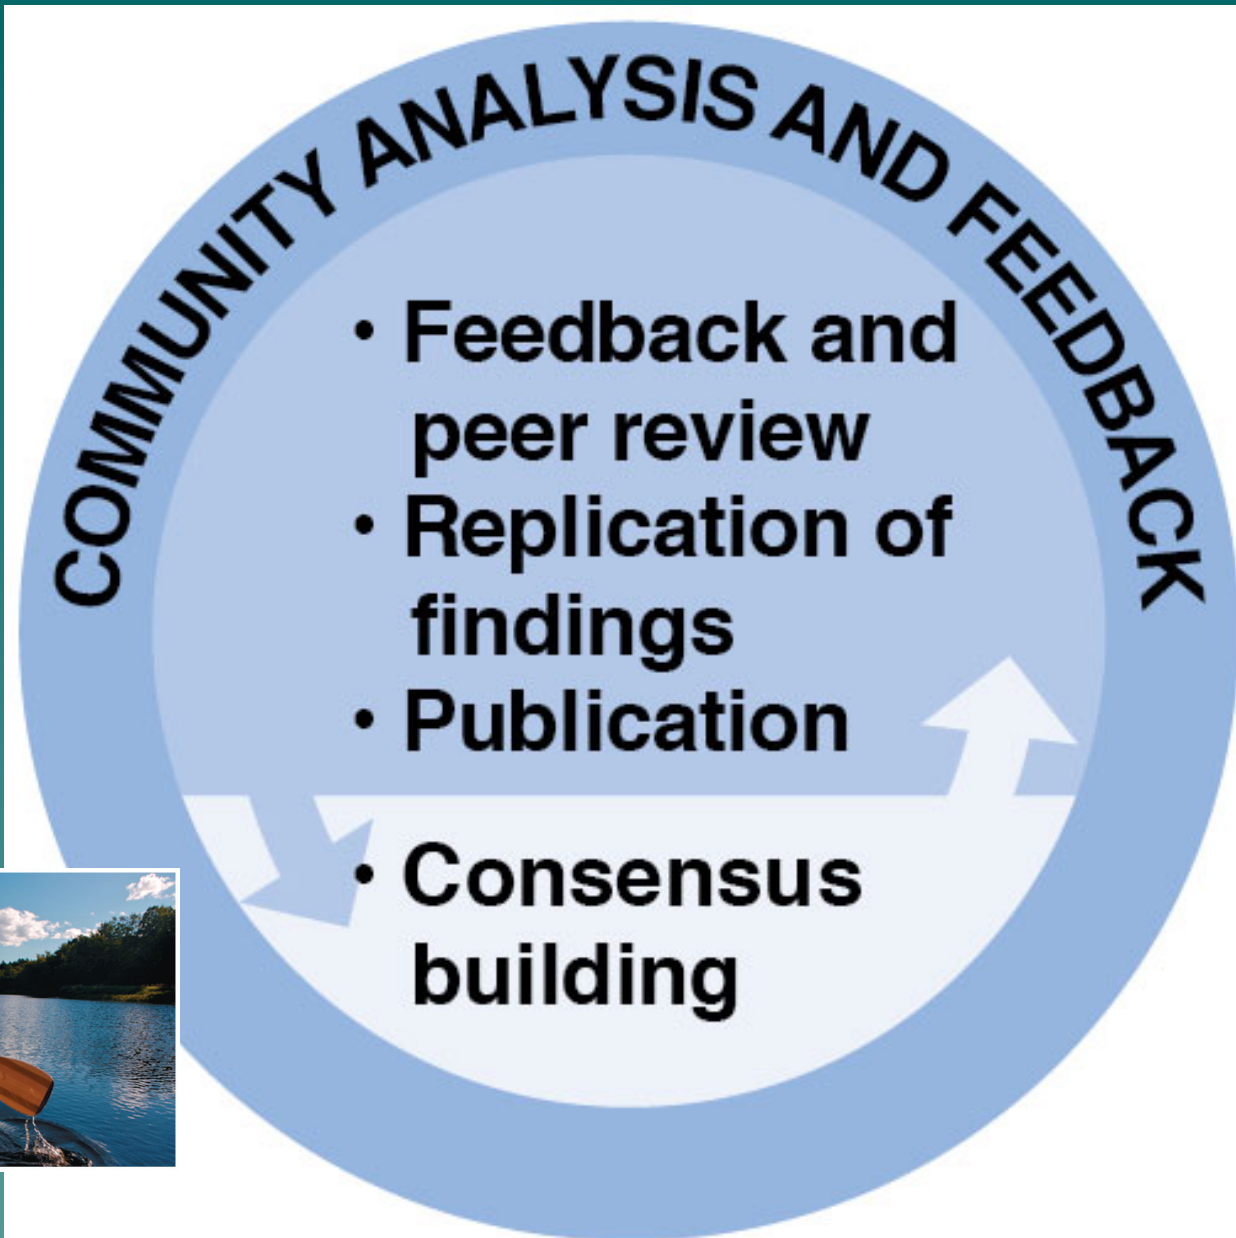 COMMUNITY ANALYSIS AND FEEDBACK
• Feedback and
peer review
• Replication of
findings
• Publication
• Consensus
building